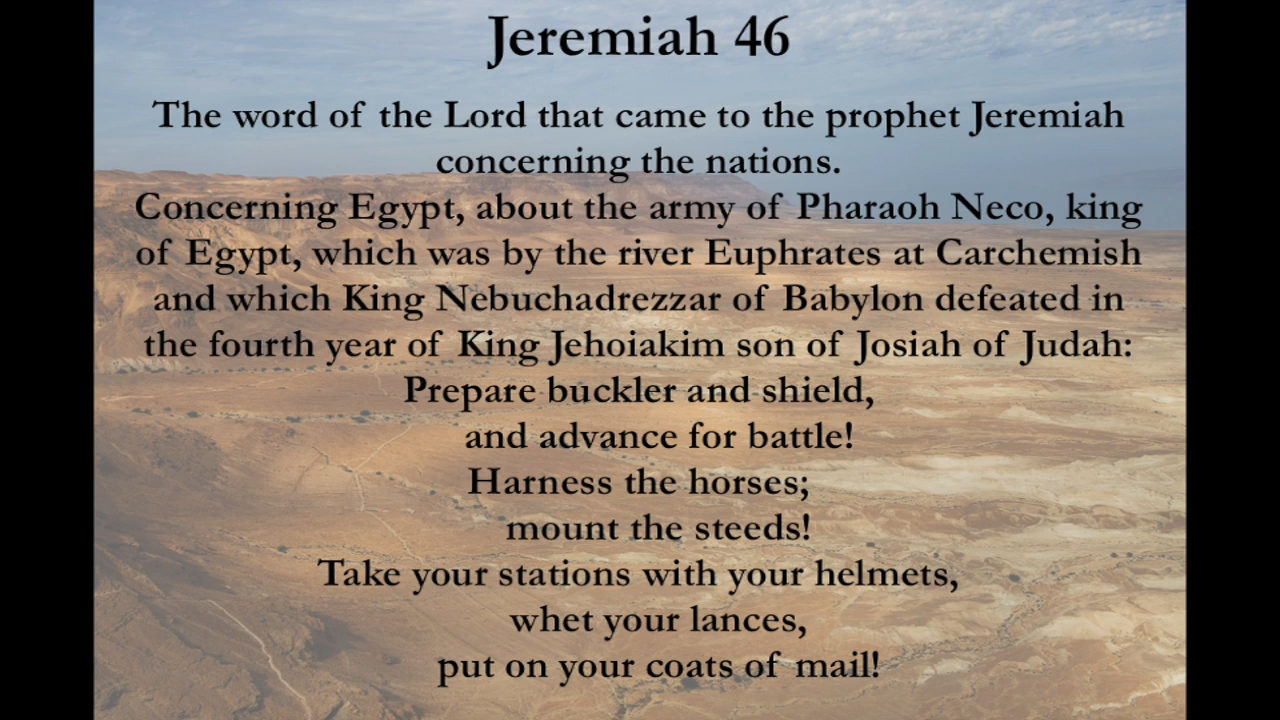 Jeremiah 46
The word of the Lord that came to the prophet Jeremiah
concerning the nations.
Concerning Egypt, about the army of Pharaoh Neco, king
of Egypt, which was by the river Euphrates at Carchemish
and which King Nebuchadrezzar of Babylon defeated in
the fourth year of King Jehoiakim son of Josiah of Judah:
Prepare buckler and shield,
and advance for battle!
Harness the horses;
mount the steeds!
Take your stations with your helmets,
whet your lances,
put on your coats of mail!